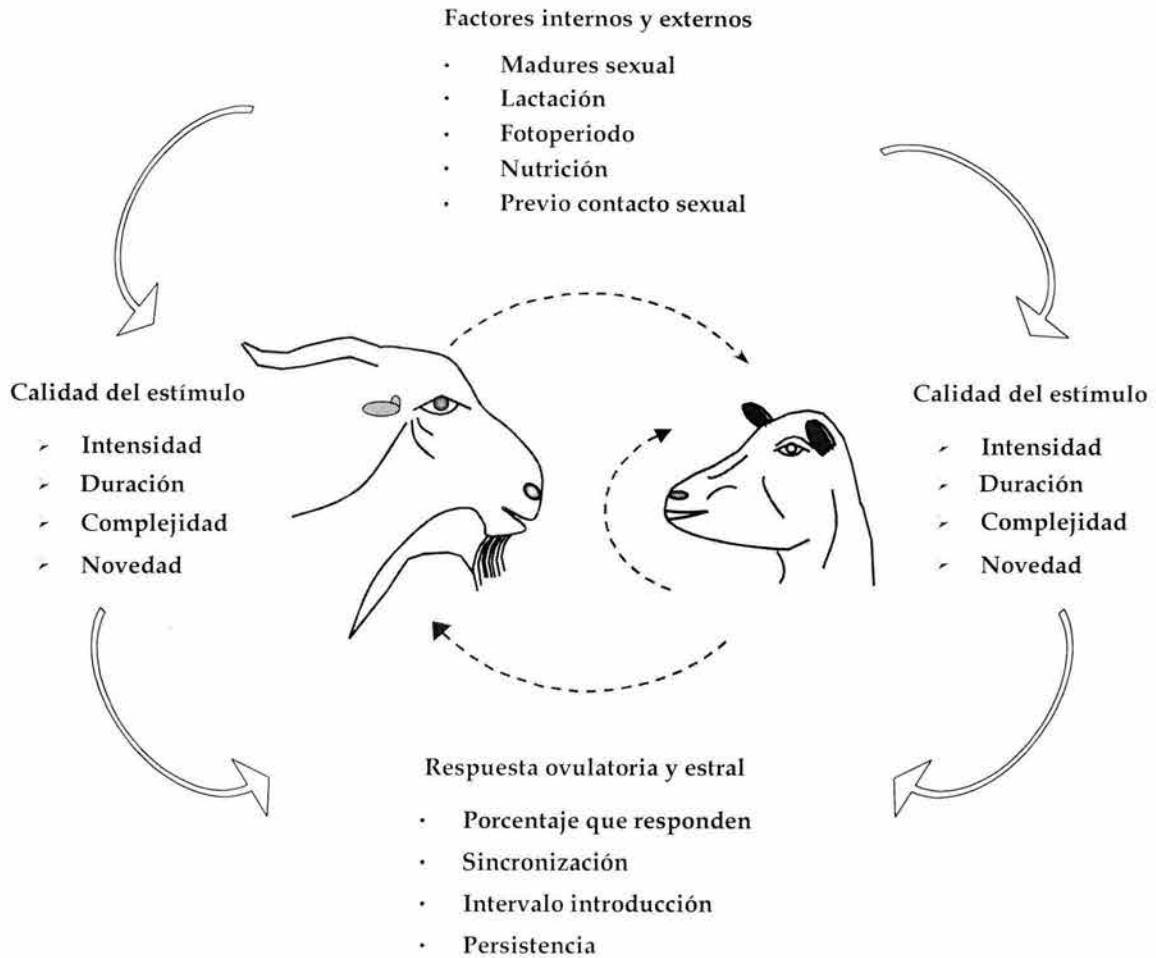 Factores internos y externos
· Madures sexual
· Lactación
· Fotoperiodo
· Nutrición
· Previo contacto sexual
Calidad del estímulo
➢ Intensidad
➢ Duración
➢ Complejidad
➢ Novedad
Calidad del estímulo
➢ Intensidad
➢ Duración
➢ Complejidad
➢ Novedad
Respuesta ovulatoria y estral
· Porcentaje que responden
· Sincronización
· Intervalo introducción
· Persistencia